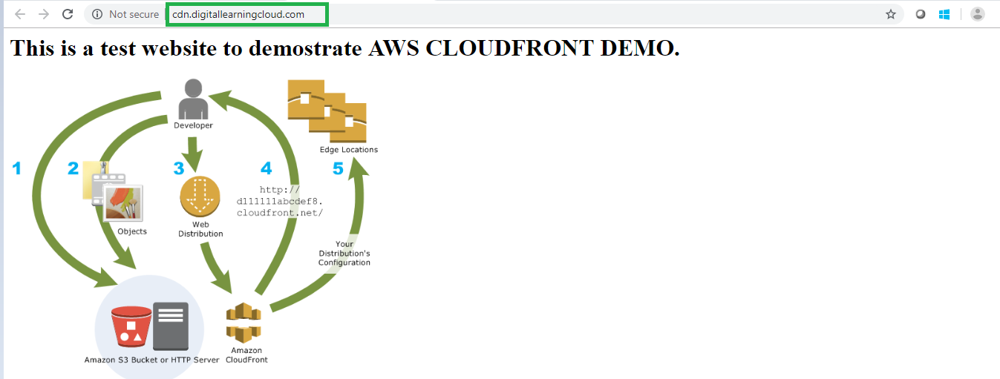 Not secure
cdn.digitallearningcloud.com
This is a test website to demostrate AWS CLOUDFRONT DEMO.
Developer
Edge Locations
1
2
3
4
5
http://
d111111abcdef8.
cloudfront.net/
Objects
Web
Distribution
Your
Distribution's
Configuration
Amazon S3 Bucket or HTTP Server
Amazon
CloudFront